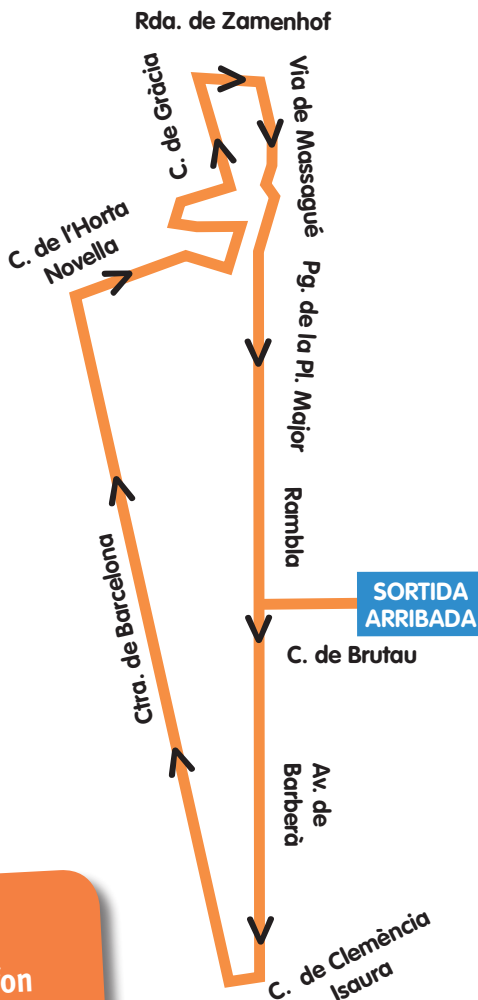 Rda. de Zamenhof
C. de Gràcia
Via de Massagué
C. de l'Horta
Novella
Pg. de la Pl. Major
Rambla
SORTIDA
ARRIBADA
C. de Brutau
Ctra. de Barcelona
Av. de
Barberà
C. de Clemència
Isaura